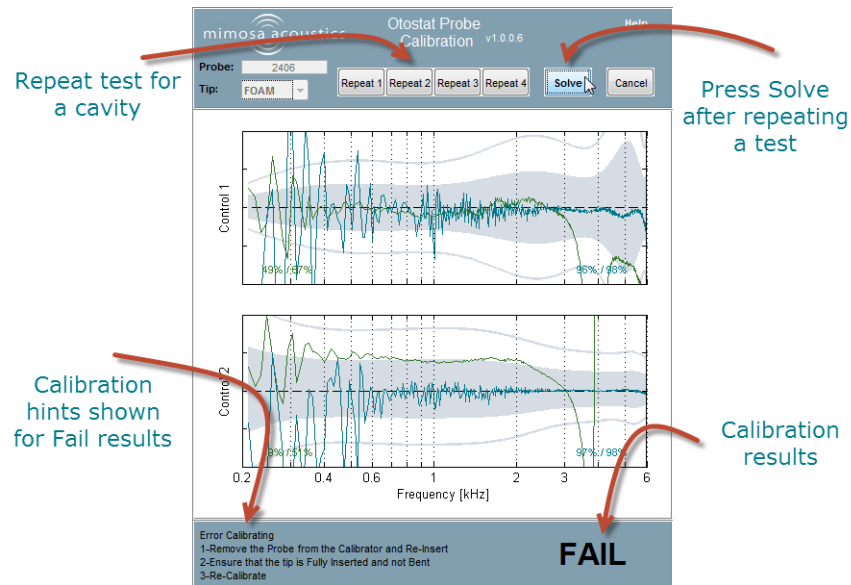 mimosa acoustics
Otostat Probe
Calibration v1.0.0.6
Help
Probe: 2406
Tip: FOAM
Repeat 1 Repeat 2 Repeat 3 Repeat 4 Solve Cancel
Repeat test for
a cavity
Press Solve
after repeating
a test
Control 1
49% / 67%
96% / 98%
Control 2
51%
97% / 98%
0.2 0.3 0.4 0.6 1 2 3 4 6
Frequency [kHz]
Calibration
hints shown
for Fail results
Calibration
results
Error Calibrating
1-Remove the Probe from the Calibrator and Re-Insert
2-Ensure that the tip is Fully Inserted and not Bent
3-Re-Calibrate
FAIL